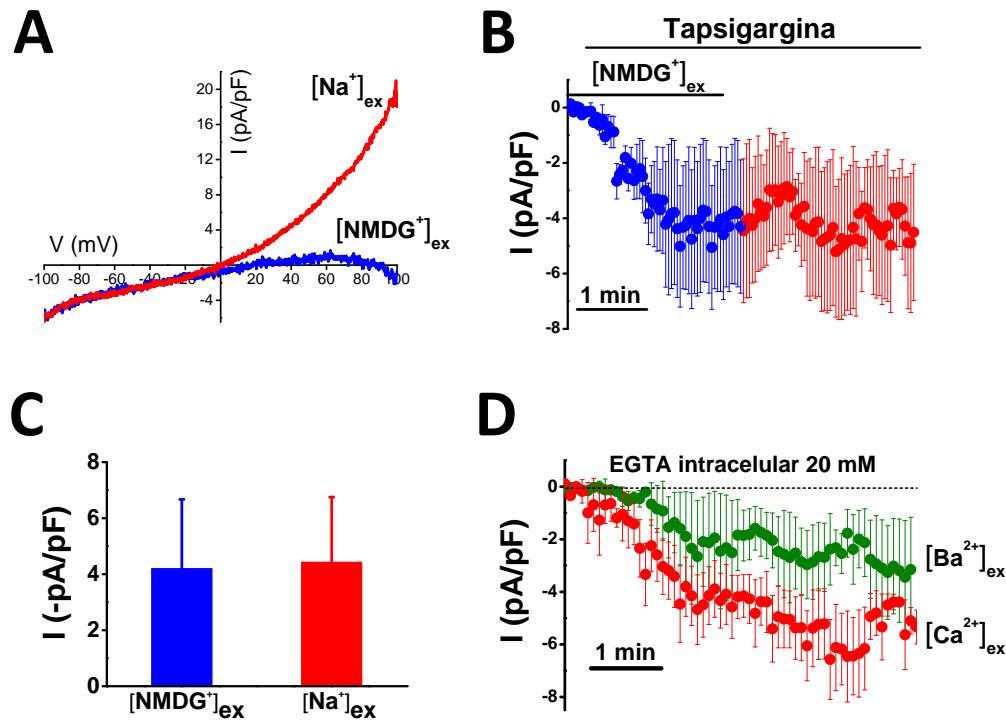 A
I (pA/pF)
20
16
12
8
4
-4
V (mV)
-100 -80 -60 -40 -20 0 20 40 60 80 100
[Na⁺]ex
[NMDG⁺]ex
B
Tapsigargina
[NMDG⁺]ex
I (pA/pF)
0
-2
-4
-6
-8
1 min
C
I (-pA/pF)
8
6
4
2
0
[NMDG⁺]ex [Na⁺]ex
D
EGTA intracelular 20 mM
I (pA/pF)
0
-2
-4
-6
-8
1 min
[Ba²⁺]ex
[Ca²⁺]ex